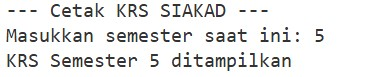 --- Cetak KRS SIAKAD ---
Masukkan semester saat ini: 5
KRS Semester 5 ditampilkan